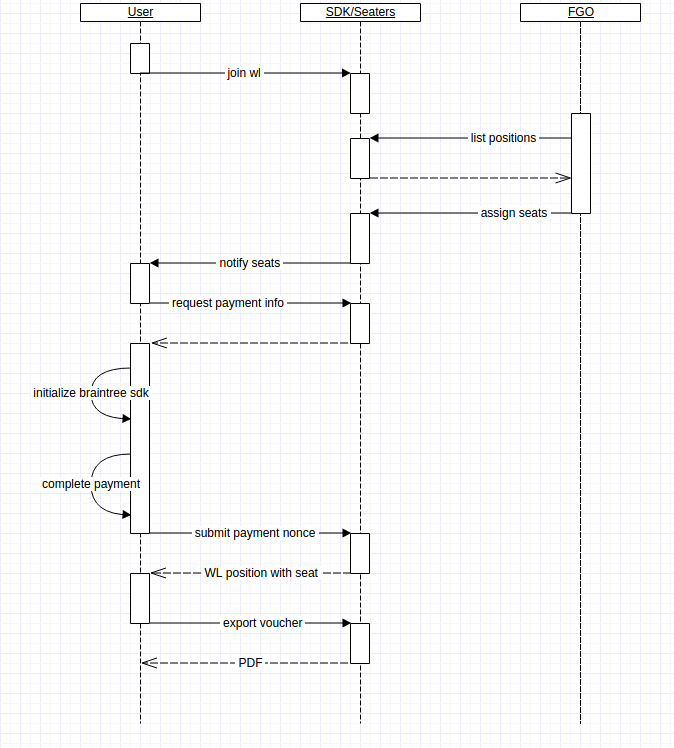 User
SDK/Seaters
FGO
join wl
list positions
assign seats
notify seats
request payment info
initialize braintree sdk
complete payment
submit payment nonce
WL position with seat
export voucher
PDF